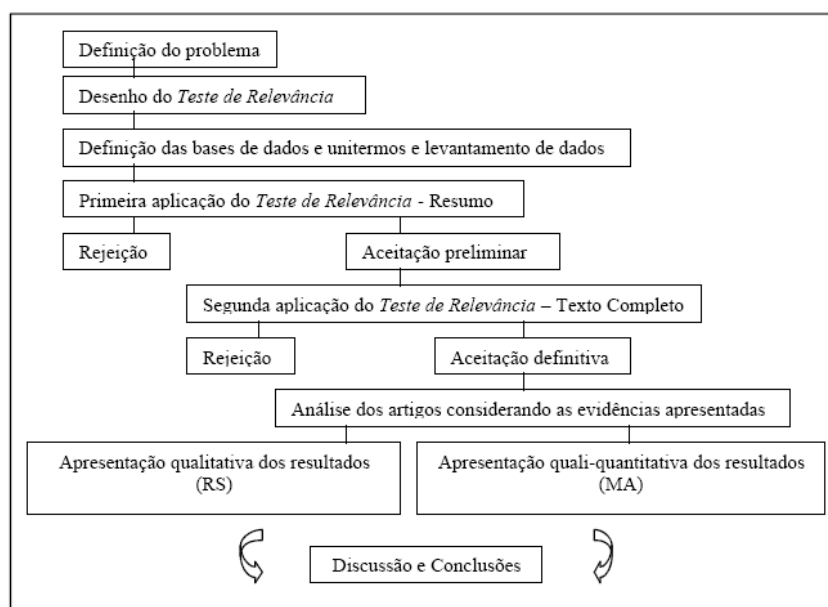 Definição do problema
Desenho do Teste de Relevância
Definição das bases de dados e unitermos e levantamento de dados
Primeira aplicação do Teste de Relevância - Resumo
Rejeição
Aceitação preliminar
Segunda aplicação do Teste de Relevância – Texto Completo
Rejeição
Aceitação definitiva
Análise dos artigos considerando as evidências apresentadas
Apresentação qualitativa dos resultados
(RS)
Apresentação quali-quantitativa dos resultados
(MA)
Discussão e Conclusões